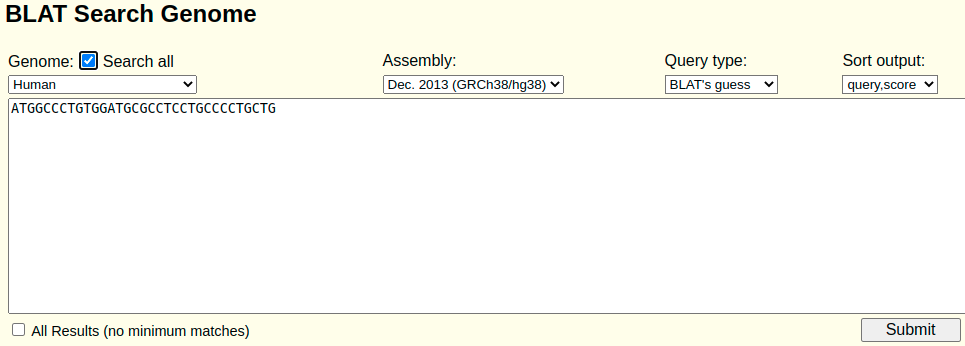 BLAT Search Genome
Genome: Search all Assembly: Query type: Sort output:
Human Dec. 2013 (GRCh38/hg38) BLAT's guess query,score
ATGGCCCTGTGGATGCGCCTCCTGCCCCTGCTG
All Results (no minimum matches) Submit